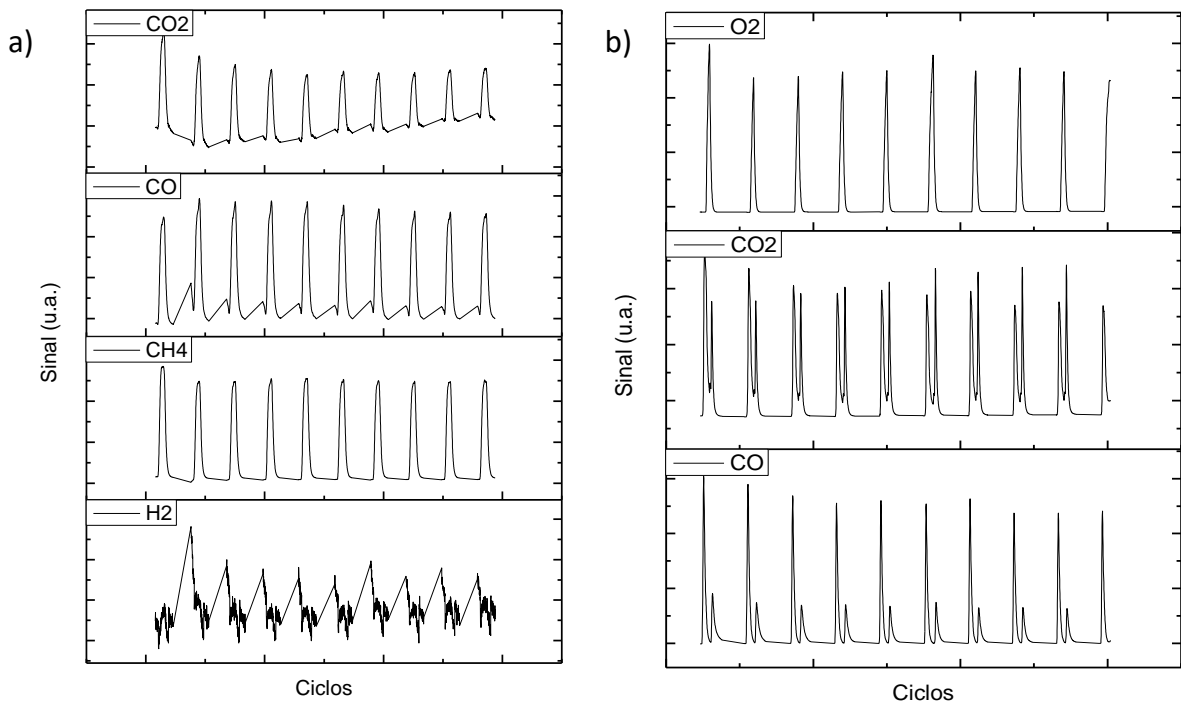 a)
CO2
CO
CH4
H2
Sinal (u.a.)
Ciclos
b)
O2
CO2
CO
Sinal (u.a.)
Ciclos